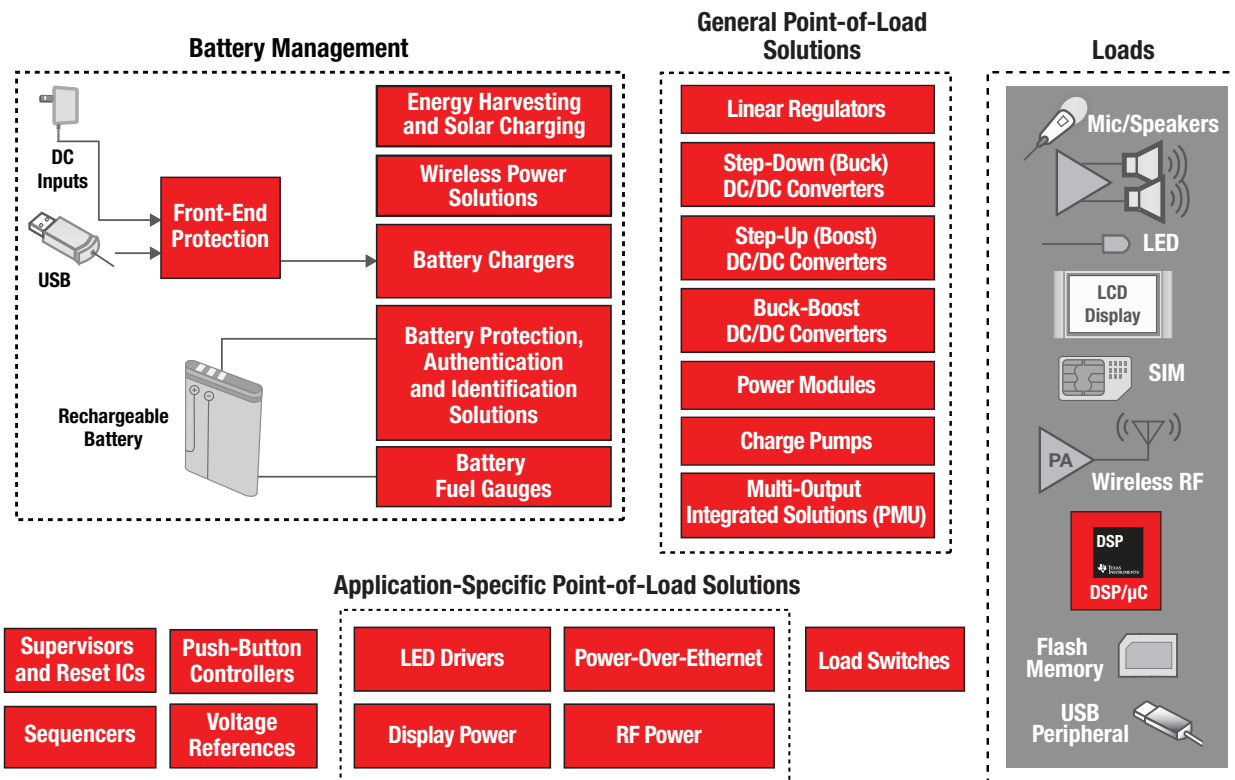 Battery Management
DC
Inputs
USB
Front-End
Protection
Energy Harvesting
and Solar Charging
Wireless Power
Solutions
Battery Chargers
Battery Protection,
Authentication
and Identification
Solutions
Battery
Fuel Gauges
Rechargeable
Battery
General Point-of-Load
Solutions
Linear Regulators
Step-Down (Buck)
DC/DC Converters
Step-Up (Boost)
DC/DC Converters
Buck-Boost
DC/DC Converters
Power Modules
Charge Pumps
Multi-Output
Integrated Solutions (PMU)
Loads
Mic/Speakers
LED
LCD
Display
SIM
PA
Wireless RF
DSP
TEXAS
INSTRUMENTS
DSP/µC
Flash
Memory
USB
Peripheral
Application-Specific Point-of-Load Solutions
Supervisors
and Reset ICs
Push-Button
Controllers
Sequencers
Voltage
References
LED Drivers
Power-Over-Ethernet
Display Power
RF Power
Load Switches